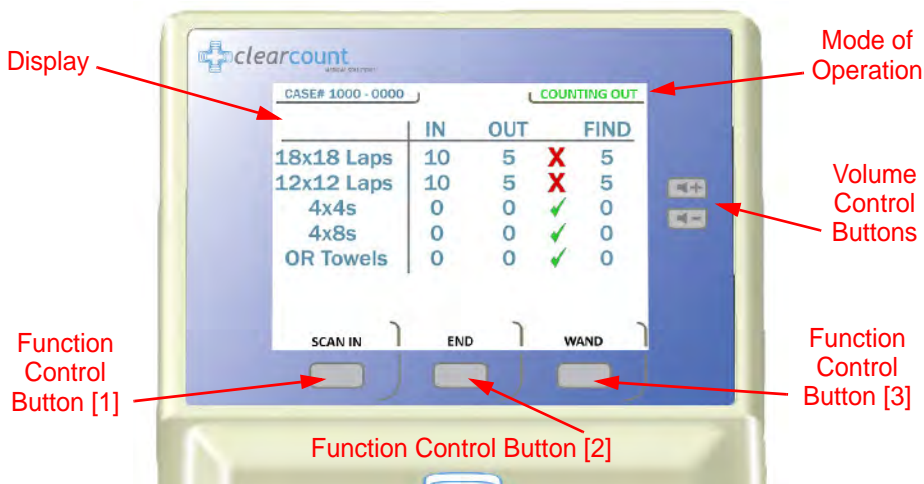 Display
clearcount
MEDICAL SOLUTIONS
Mode of
Operation
CASE# 1000 - 0000
COUNTING OUT
IN OUT FIND
18x18 Laps 10 5 X 5
12x12 Laps 10 5 X 5
4x4s 0 0 ✓ 0
4x8s 0 0 ✓ 0
OR Towels 0 0 ✓ 0
Volume
Control
Buttons
+
-
SCAN IN END WAND
Function
Control
Button [1]
Function Control Button [2]
Function
Control
Button [3]